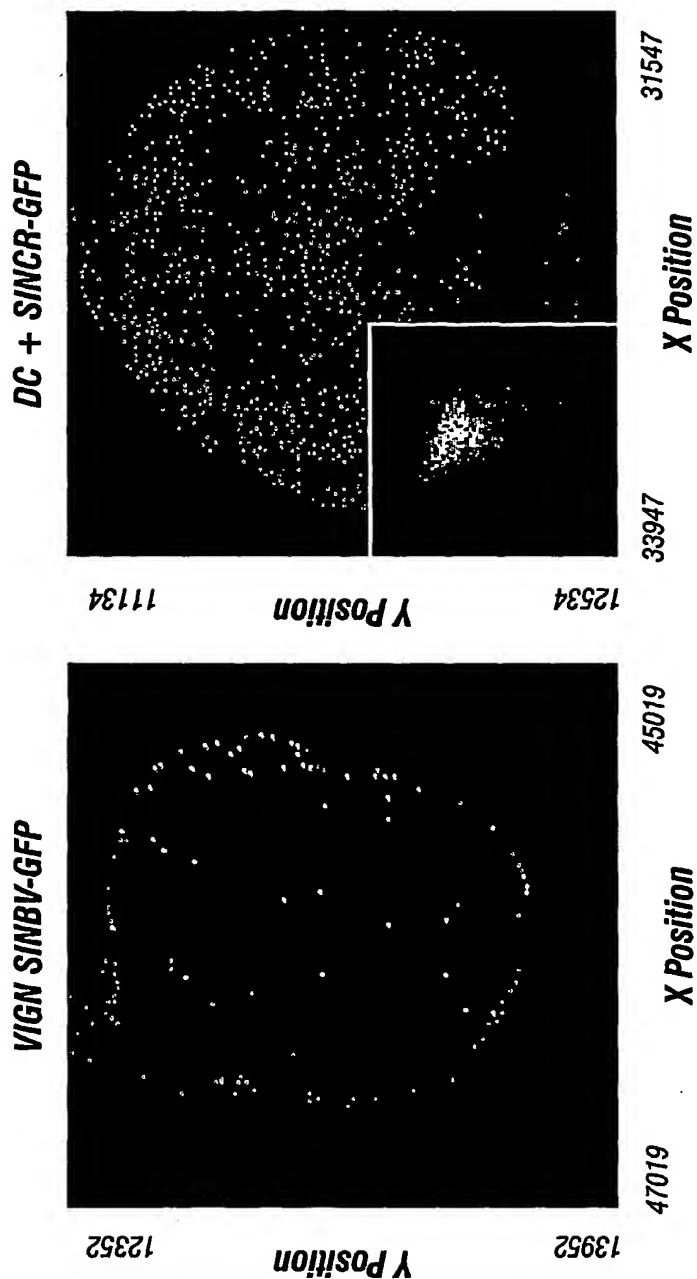 VIGN SINBV-GFP
12352
Y Position
13952
47019
X Position
45019
DC + SINCR-GFP
11134
Y Position
12534
33947
X Position
31547